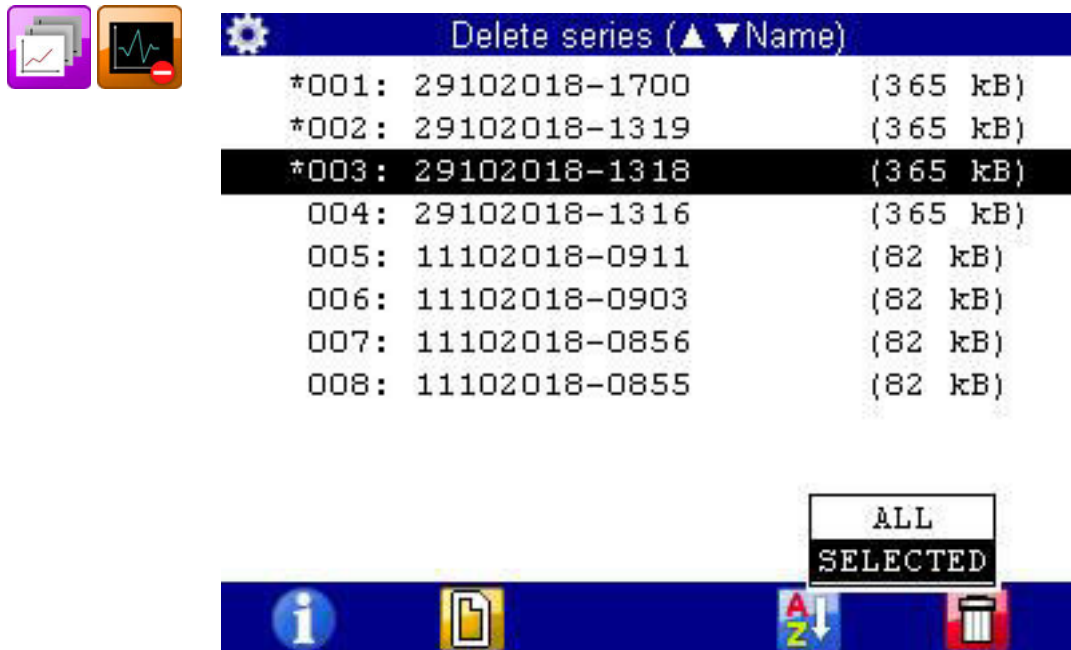 Delete series (▲▼Name)
*001: 29102018-1700 (365 kB)
*002: 29102018-1319 (365 kB)
*003: 29102018-1318 (365 kB)
004: 29102018-1316 (365 kB)
005: 11102018-0911 (82 kB)
006: 11102018-0903 (82 kB)
007: 11102018-0856 (82 kB)
008: 11102018-0855 (82 kB)
ALL
SELECTED
i
A
Z